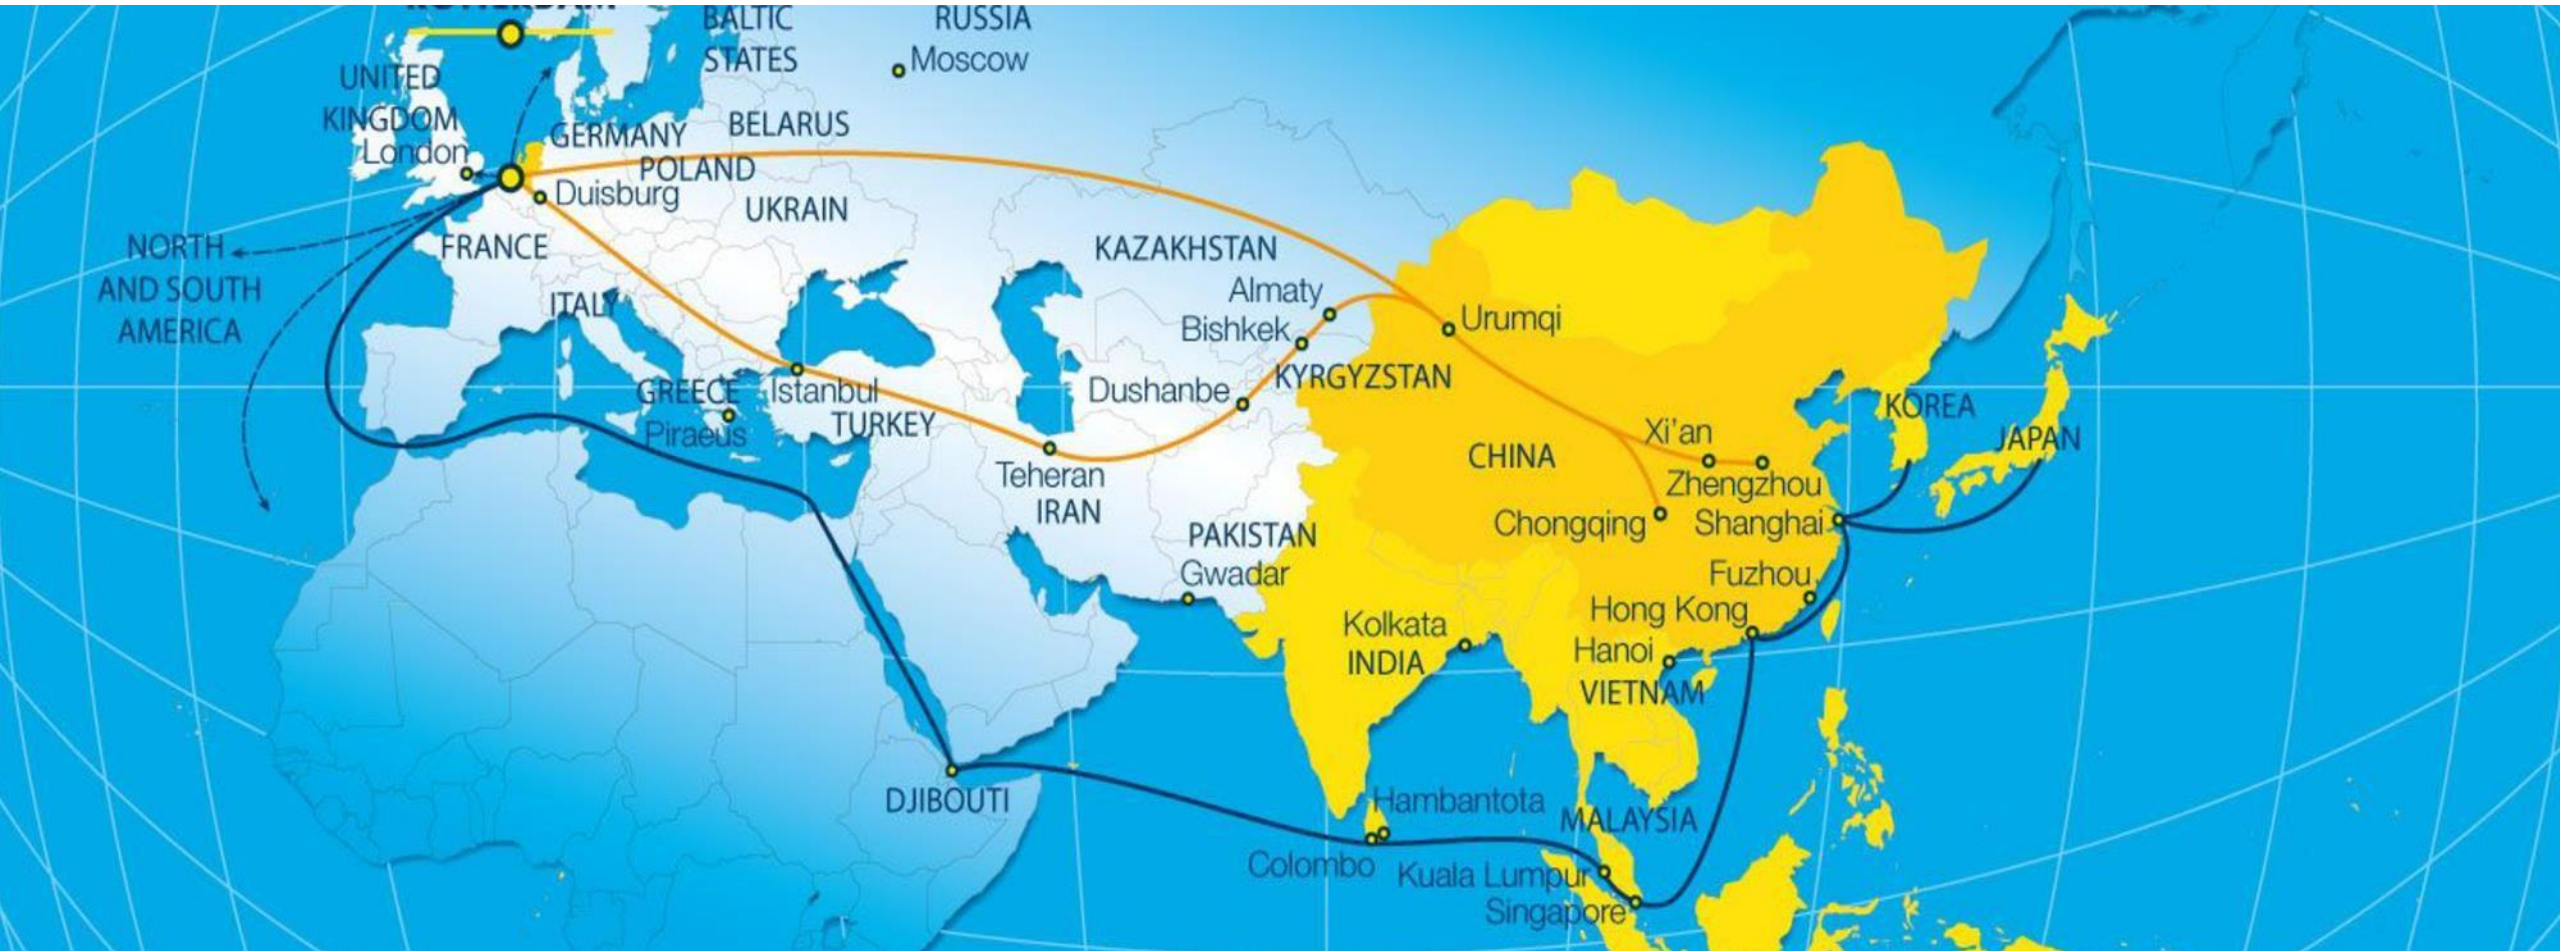 ROTTERDAM
BALTIC
STATES
RUSSIA
Moscow
UNITED
KINGDOM
London
GERMANY
BELARUS
POLAND
Duisburg
UKRAIN
NORTH
AND SOUTH
AMERICA
FRANCE
ITALY
KAZAKHSTAN
Almaty
Bishkek
Urumqi
KYRGYZSTAN
Dushanbe
GREECE
Istanbul
TURKEY
Piraeus
KOREA
JAPAN
Xi'an
CHINA
Zhengzhou
Teheran
IRAN
Chongqing
Shanghai
PAKISTAN
Gwadar
Fuzhou
Hong Kong
Kolkata
INDIA
Hanoi
VIETNAM
DJIBOUTI
Hambantota
MALAYSIA
Colombo
Kuala Lumpur
Singapore